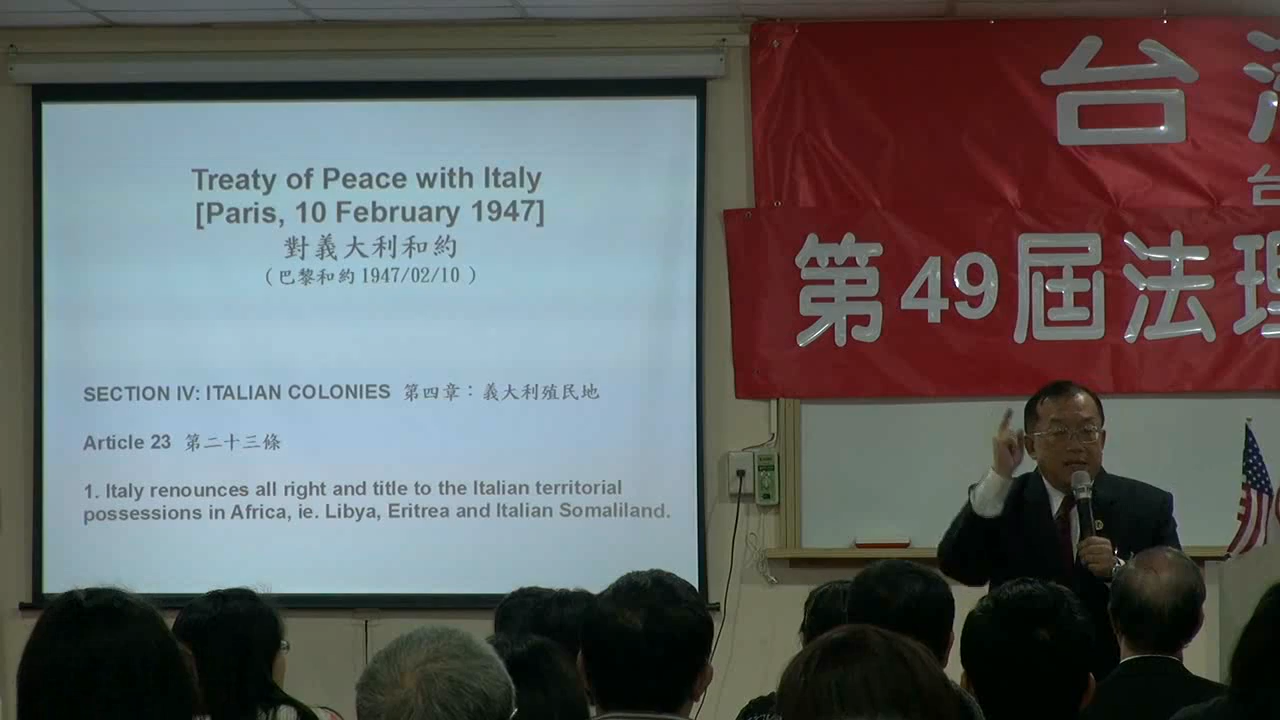 Treaty of Peace with Italy
[Paris, 10 February 1947]
對義大利和約
( 巴黎和約 1947/02/10 )
SECTION IV: ITALIAN COLONIES 第四章：義大利殖民地
Article 23 第二十三條
1. Italy renounces all right and title to the Italian territorial
possessions in Africa, ie. Libya, Eritrea and Italian Somaliland.
台
台
第49屆法理